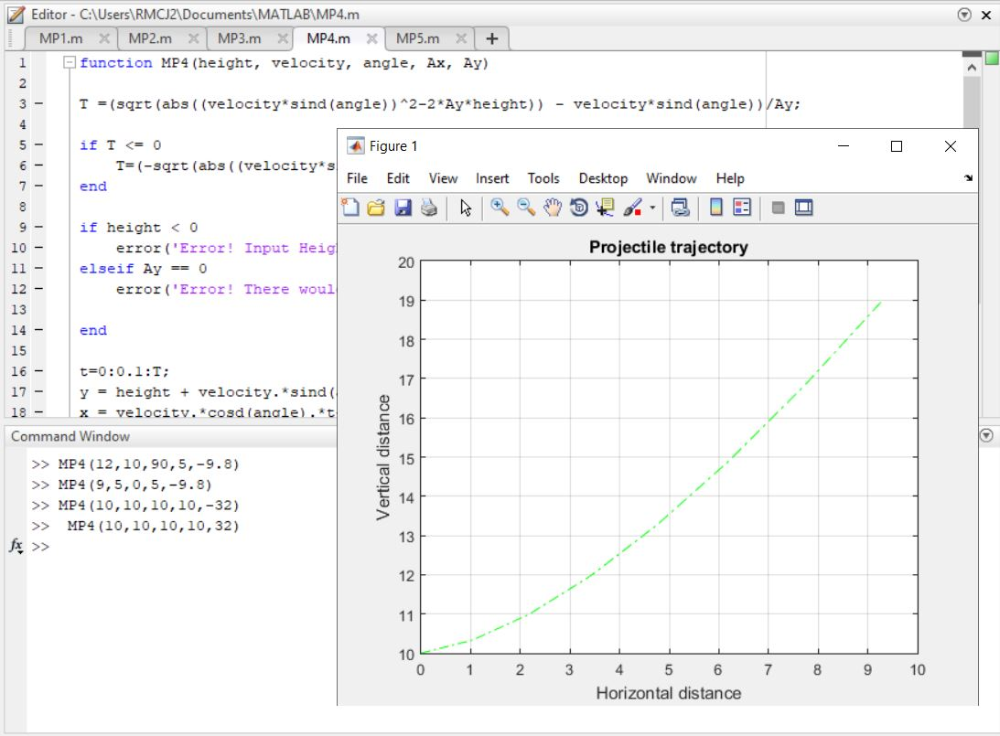 Editor - C:\Users\RMCJ2\Documents\MATLAB\MP4.m
MP1.m MP2.m MP3.m MP4.m MP5.m +
1 function MP4(height, velocity, angle, Ax, Ay)
2
3 T =(sqrt(abs((velocity*sind(angle))^2-2*Ay*height)) - velocity*sind(angle))/Ay;
4
5 if T <= 0
6 T=(-sqrt(abs((velocity*s
7 end
8
9 if height < 0
10 error('Error! Input Heig
11 elseif Ay == 0
12 error('Error! There woul
13
14 end
15
16 t=0:0.1:T;
17 y = height + velocity.*sind(
18 x = velocity.*cosd(angle).*t
Command Window
>> MP4(12,10,90,5,-9.8)
>> MP4(9,5,0,5,-9.8)
>> MP4(10,10,10,10,-32)
>> MP4(10,10,10,10,32)
fx >>
Figure 1
File Edit View Insert Tools Desktop Window Help
Projectile trajectory
20
19
18
17
16
15
14
13
12
11
10
Vertical distance
0 1 2 3 4 5 6 7 8 9 10
Horizontal distance